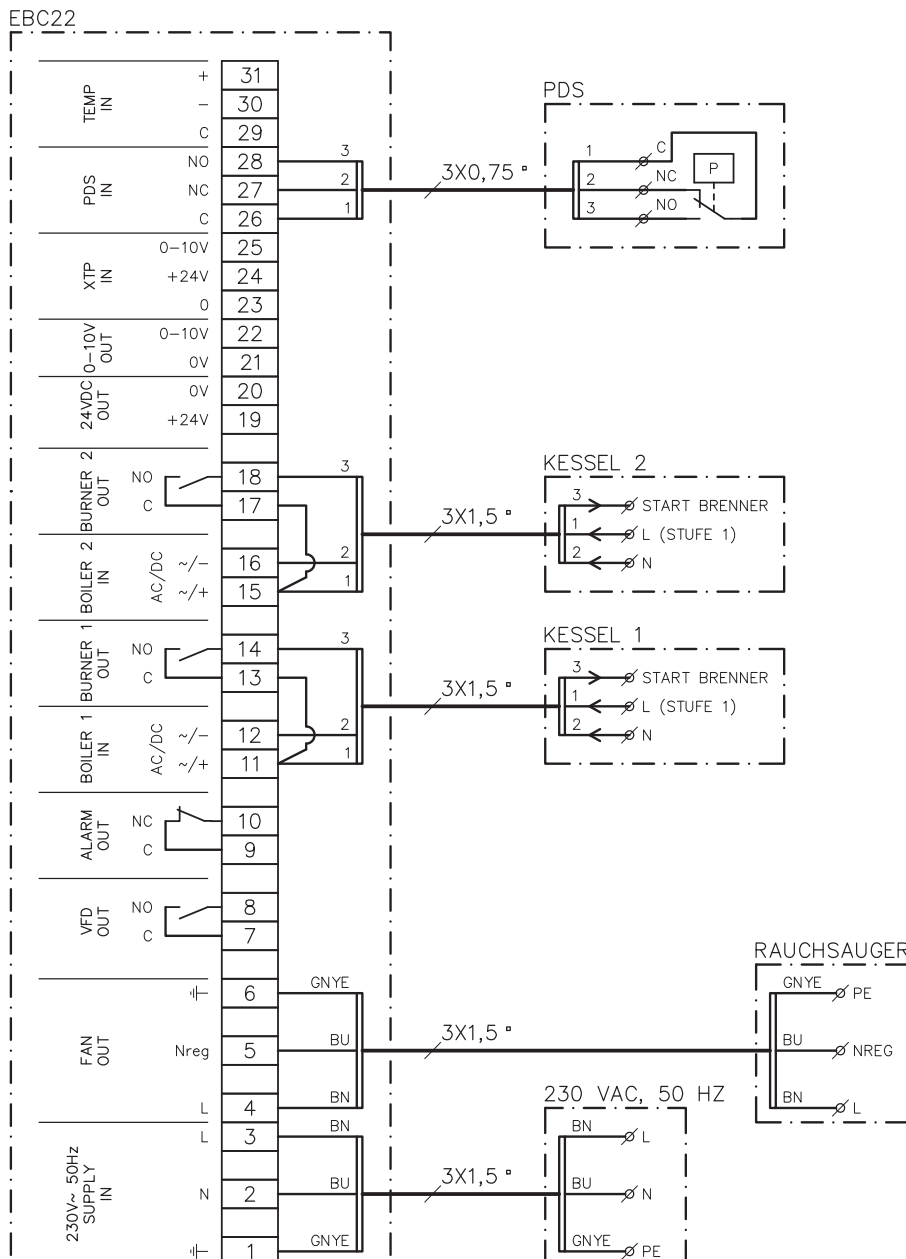 EBC22
TEMP IN
+ 31
- 30
C 29
PDS IN
NO 28 3
NC 27 2
C 26 1
3X0,75 ▫
PDS
1 C
2 NC
3 NO
P
XTP IN
0-10V 25
+24V 24
0 23
0-10V OUT
0-10V 22
0V 21
24VDC OUT
0V 20
+24V 19
BURNER 2 OUT
NO 18 3
C 17
BOILER 2 IN
AC/DC
~/- 16 2
~/+ 15 1
3X1,5 ▫
KESSEL 2
3 START BRENNER
1 L (STUFE 1)
2 N
BURNER 1 OUT
NO 14 3
C 13
BOILER 1 IN
AC/DC
~/- 12 2
~/+ 11 1
3X1,5 ▫
KESSEL 1
3 START BRENNER
1 L (STUFE 1)
2 N
ALARM OUT
NC 10
C 9
VFD OUT
NO 8
C 7
FAN OUT
6 GNYE
Nreg 5 BU
L 4 BN
3X1,5 ▫
RAUCHSAUGER
GNYE PE
BU NREG
BN L
230V~ 50Hz SUPPLY IN
L 3 BN
N 2 BU
1 GNYE
3X1,5 ▫
230 VAC, 50 HZ
BN L
BU N
GNYE PE